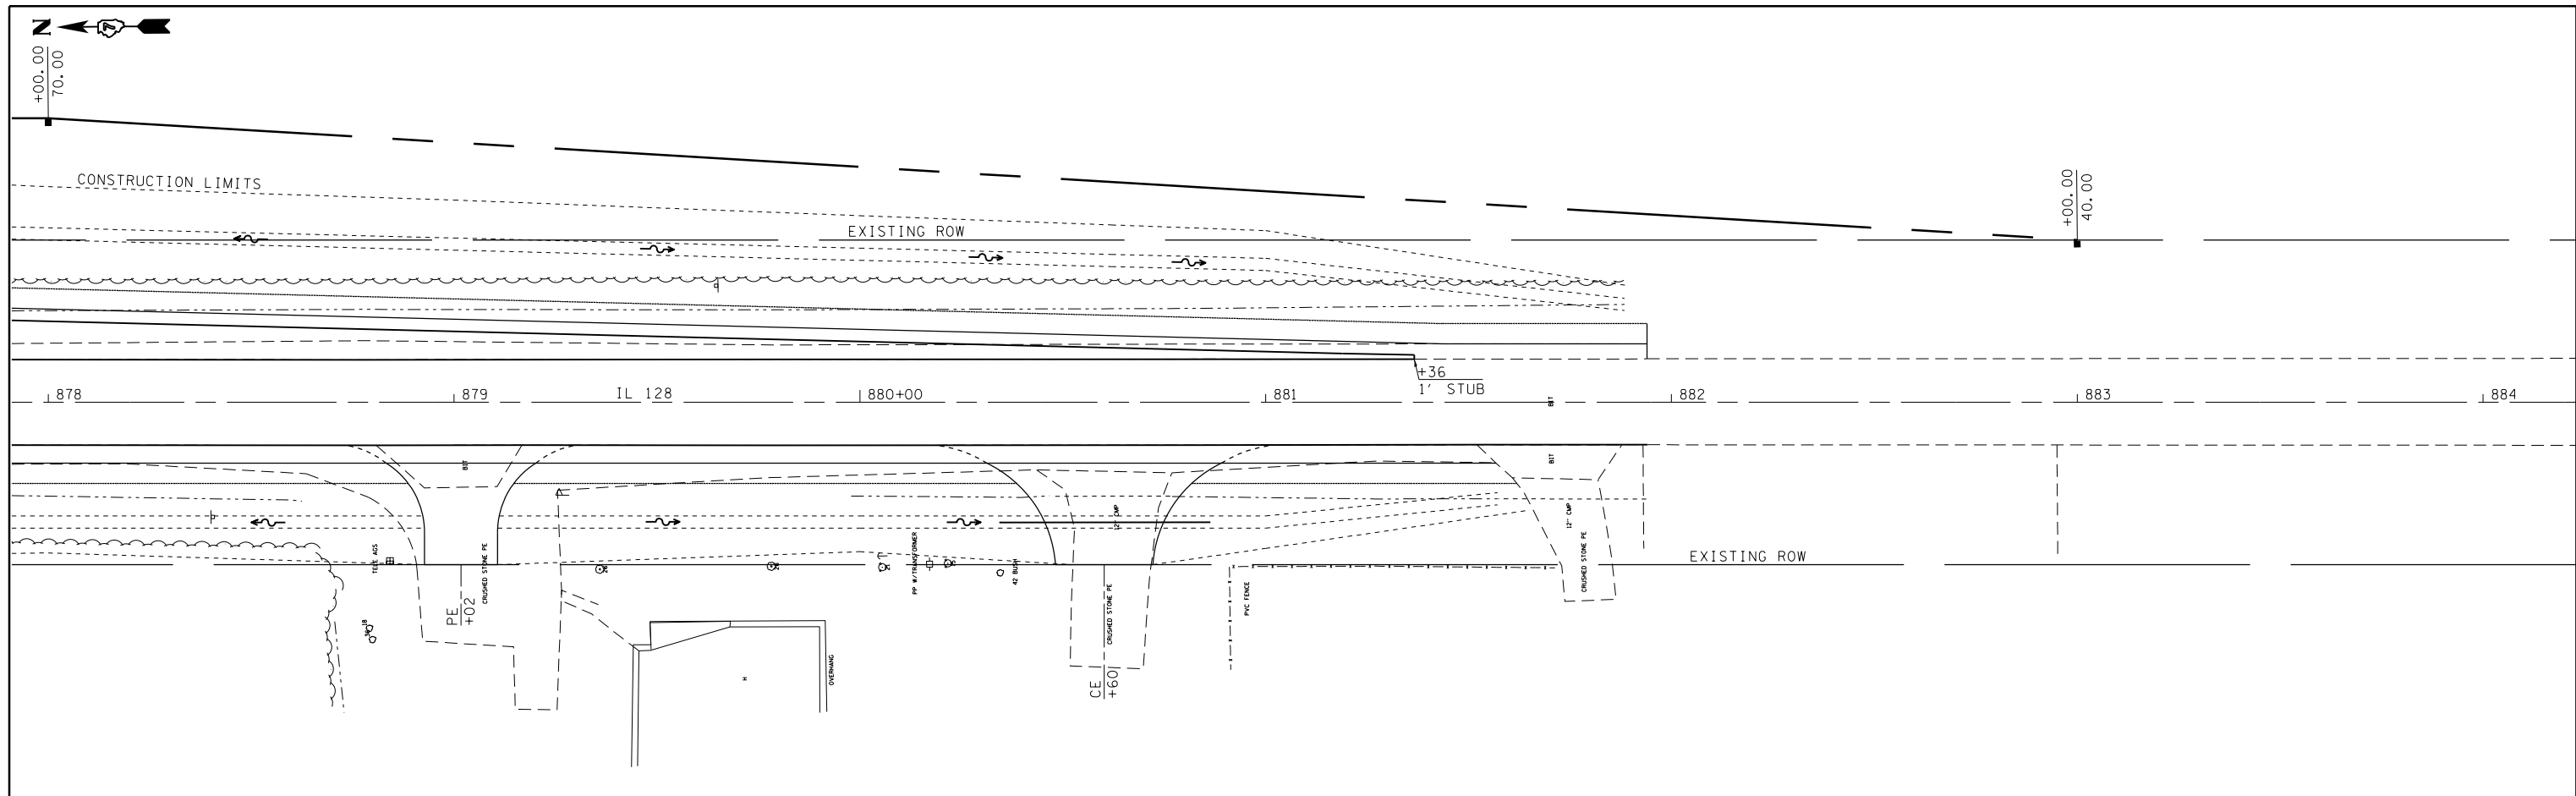 N
+00.00
70.00
CONSTRUCTION LIMITS
EXISTING ROW
+00.00
40.00
+36
1' STUB
878
879
IL 128
880+00
881
882
883
884
BIT
BIT
BIT
TELE AGS
CRUSHED STONE PE
PP W/TRANSFORMER
42 BUSH
12" CMP
12" CMP
CRUSHED STONE PE
EXISTING ROW
PE
+02
18
36
PVC FENCE
CRUSHED STONE PE
OVERHANG
H
CE
+60